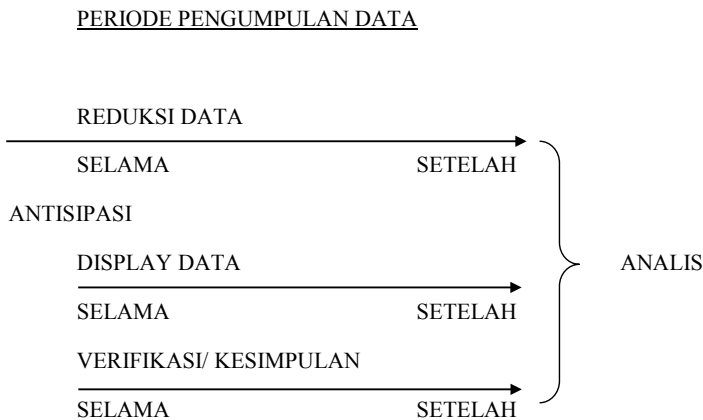 PERIODE PENGUMPULAN DATA
REDUKSI DATA
SELAMA SETELAH
ANTISIPASI
DISPLAY DATA
ANALIS
SELAMA SETELAH
VERIFIKASI/ KESIMPULAN
SELAMA SETELAH